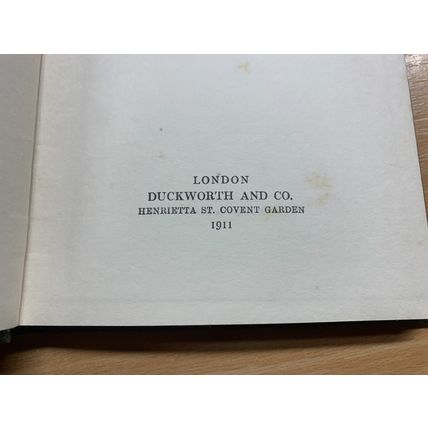 LONDON
DUCKWORTH AND CO.
HENRIETTA ST. COVENT GARDEN
1911